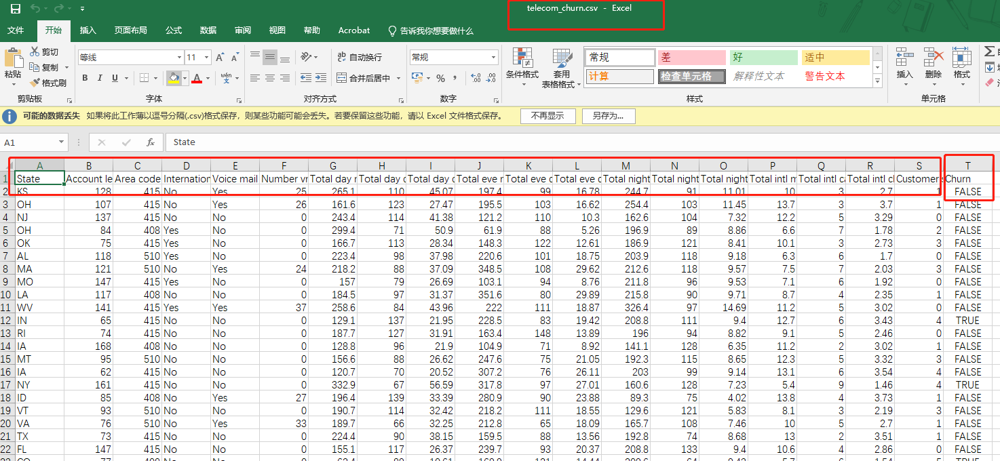 telecom_churn.csv - Excel
文件 开始 插入 页面布局 公式 数据 审阅 视图 帮助 Acrobat 告诉我你想要做什么
粘贴 剪切 复制 格式刷
等线 11 A A
B I U A wén 文
ab 自动换行
合并后居中
常规
% , .0 .00
条件格式 套用 表格格式
常规 差 好 适中
计算 检查单元格 解释性文本 警告文本
插入 删除 格式
剪贴板 字体 对齐方式 数字 样式 单元格
可能的数据丢失 如果将此工作簿以逗号分隔(.csv)格式保存，则某些功能可能会丢失。若要保留这些功能，请以 Excel 文件格式保存。 不再显示 另存为...
A1 fx State
A B C D E F G H I J K L M N O P Q R S T
1 State Account le Area code Internation Voice mail Number vr Total day r Total day c Total day c Total eve r Total eve c Total eve c Total night Total night Total night Total intl m Total intl ca Total intl cl Customer s Churn
2 KS 128 415 No Yes 25 265.1 110 45.07 197.4 99 16.78 244.7 91 11.01 10 3 2.7 1 FALSE
3 OH 107 415 No Yes 26 161.6 123 27.47 195.5 103 16.62 254.4 103 11.45 13.7 3 3.7 1 FALSE
4 NJ 137 415 No No 0 243.4 114 41.38 121.2 110 10.3 162.6 104 7.32 12.2 5 3.29 0 FALSE
5 OH 84 408 Yes No 0 299.4 71 50.9 61.9 88 5.26 196.9 89 8.86 6.6 7 1.78 2 FALSE
6 OK 75 415 Yes No 0 166.7 113 28.34 148.3 122 12.61 186.9 121 8.41 10.1 3 2.73 3 FALSE
7 AL 118 510 Yes No 0 223.4 98 37.98 220.6 101 18.75 203.9 118 9.18 6.3 6 1.7 0 FALSE
8 MA 121 510 No Yes 24 218.2 88 37.09 348.5 108 29.62 212.6 118 9.57 7.5 7 2.03 3 FALSE
9 MO 147 415 Yes No 0 157 79 26.69 103.1 94 8.76 211.8 96 9.53 7.1 6 1.92 0 FALSE
10 LA 117 408 No No 0 184.5 97 31.37 351.6 80 29.89 215.8 90 9.71 8.7 4 2.35 1 FALSE
11 WV 141 415 Yes Yes 37 258.6 84 43.96 222 111 18.87 326.4 97 14.69 11.2 5 3.02 0 FALSE
12 IN 65 415 No No 0 129.1 137 21.95 228.5 83 19.42 208.8 111 9.4 12.7 6 3.43 4 TRUE
13 RI 74 415 No No 0 187.7 127 31.91 163.4 148 13.89 196 94 8.82 9.1 5 2.46 0 FALSE
14 IA 168 408 No No 0 128.8 96 21.9 104.9 71 8.92 141.1 128 6.35 11.2 2 3.02 1 FALSE
15 MT 95 510 No No 0 156.6 88 26.62 247.6 75 21.05 192.3 115 8.65 12.3 5 3.32 3 FALSE
16 IA 62 415 No No 0 120.7 70 20.52 307.2 76 26.11 203 99 9.14 13.1 6 3.54 4 FALSE
17 NY 161 415 No No 0 332.9 67 56.59 317.8 97 27.01 160.6 128 7.23 5.4 9 1.46 4 TRUE
18 ID 85 408 No Yes 27 196.4 139 33.39 280.9 90 23.88 89.3 75 4.02 13.8 4 3.73 1 FALSE
19 VT 93 510 No No 0 190.7 114 32.42 218.2 111 18.55 129.6 121 5.83 8.1 3 2.19 3 FALSE
20 VA 76 510 No Yes 33 189.7 66 32.25 212.8 65 18.09 165.7 108 7.46 10 5 2.7 1 FALSE
21 TX 73 415 No No 0 224.4 90 38.15 159.5 88 13.56 192.8 74 8.68 13 2 3.51 1 FALSE
22 FL 147 415 No No 0 155.1 117 26.37 239.7 93 20.37 208.8 133 9.4 10.6 4 2.86 0 FALSE